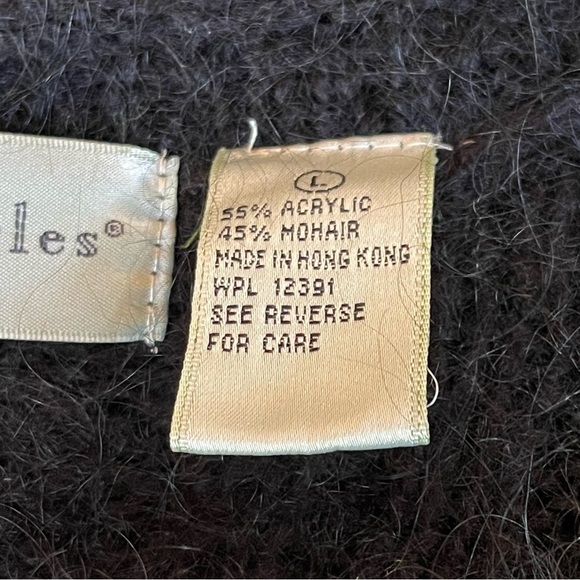 les®
L
55% ACRYLIC
45% MOHAIR
MADE IN HONG KONG
WPL 12391
SEE REVERSE
FOR CARE